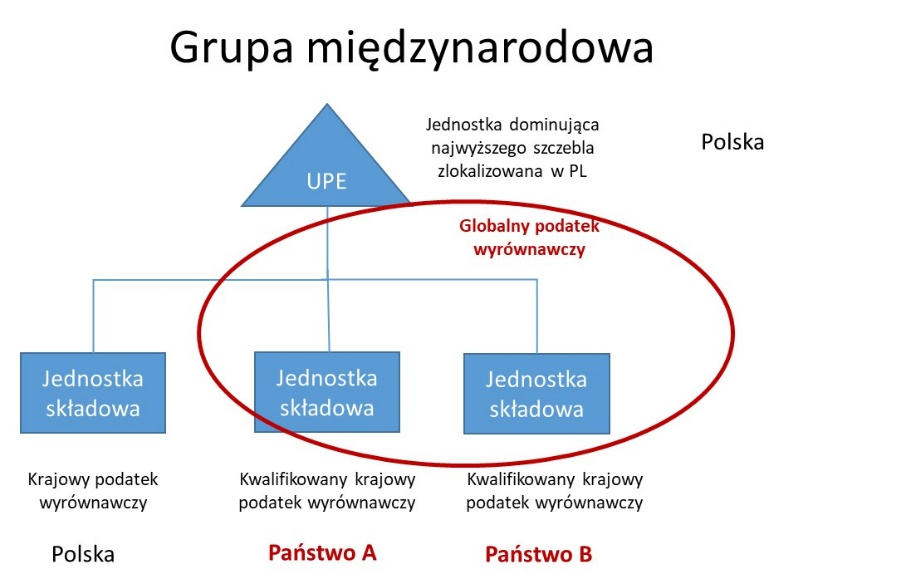 Grupa międzynarodowa
UPE
Jednostka dominująca
najwyższego szczebla
zlokalizowana w PL
Polska
Globalny podatek
wyrównawczy
Jednostka
składowa
Jednostka
składowa
Jednostka
składowa
Krajowy podatek
wyrównawczy
Kwalifikowany krajowy
podatek wyrównawczy
Kwalifikowany krajowy
podatek wyrównawczy
Polska
Państwo A
Państwo B